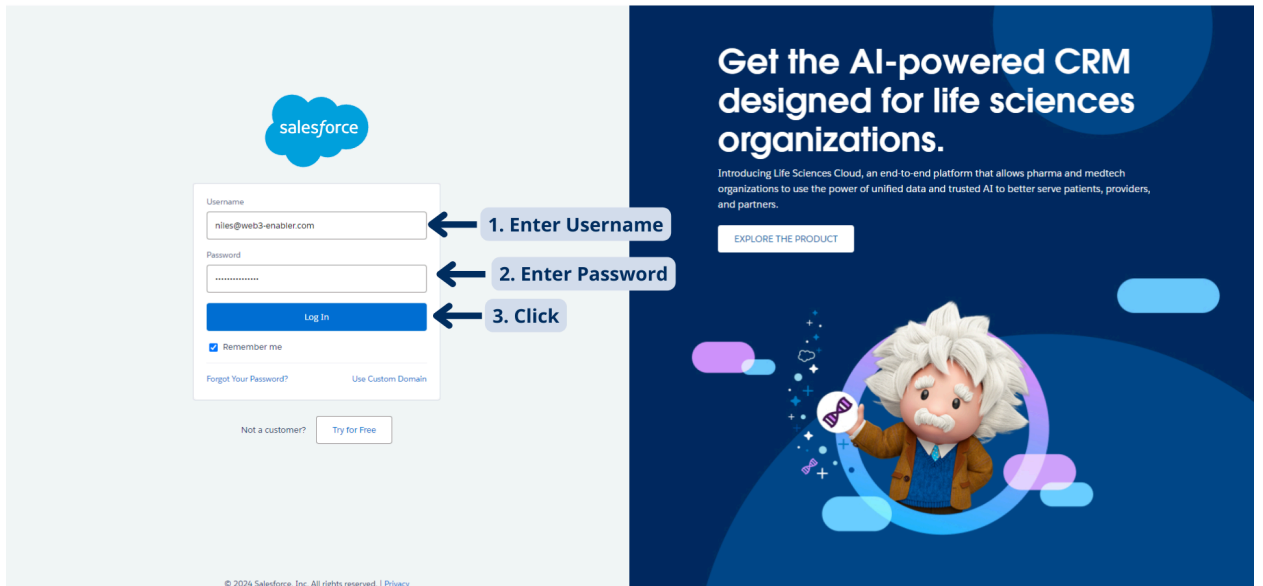 salesforce
Username
niles@web3-enabler.com
1. Enter Username
Password
•••••••••••••••
2. Enter Password
Log In
3. Click
Remember me
Forgot Your Password?
Use Custom Domain
Not a customer?
Try for Free
© 2024 Salesforce, Inc. All rights reserved. | Privacy
Get the AI-powered CRM
designed for life sciences
organizations.
Introducing Life Sciences Cloud, an end-to-end platform that allows pharma and medtech
organizations to use the power of unified data and trusted AI to better serve patients, providers,
and partners.
EXPLORE THE PRODUCT